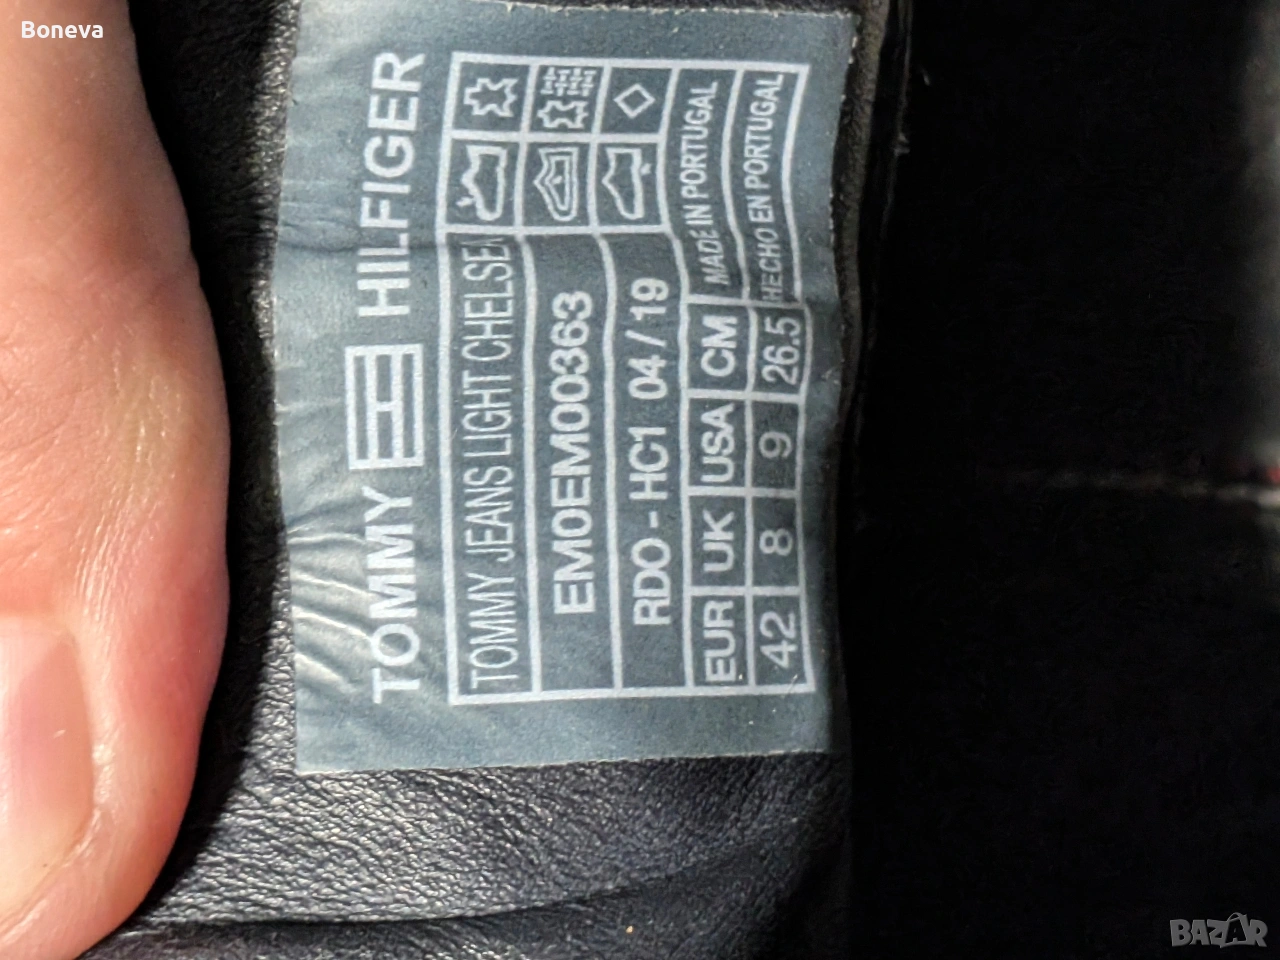 Boneva
TOMMY HILFIGER
TOMMY JEANS LIGHT CHELSEA
EM0EM00363
RDO - HC1 04 / 19
EUR UK USA CM MADE IN PORTUGAL
42 8 9 26.5 HECHO EN PORTUGAL
BAZAR